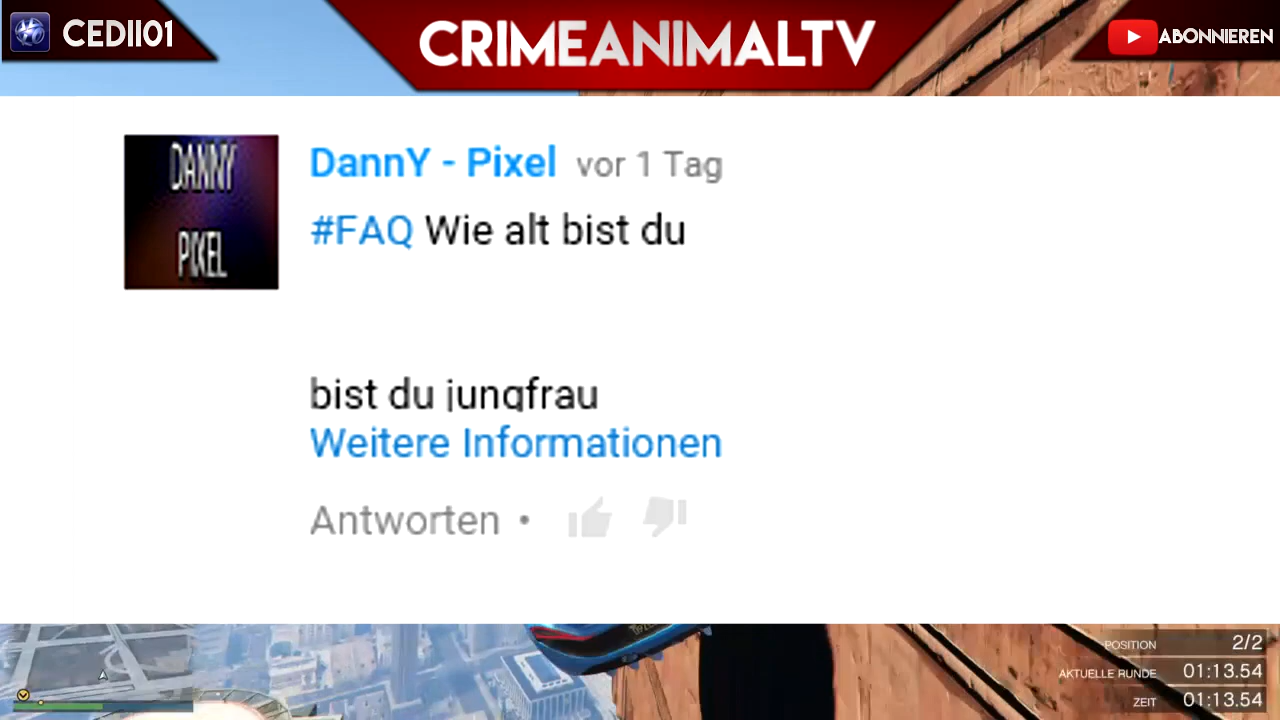 CEDII01
CRIMEANIMALTV
ABONNIEREN
DANNY
PIXEL
DannY - Pixel vor 1 Tag
#FAQ Wie alt bist du
bist du jungfrau
Weitere Informationen
Antworten •
POSITION 2/2
AKTUELLE RUNDE 01:13.54
ZEIT 01:13.54